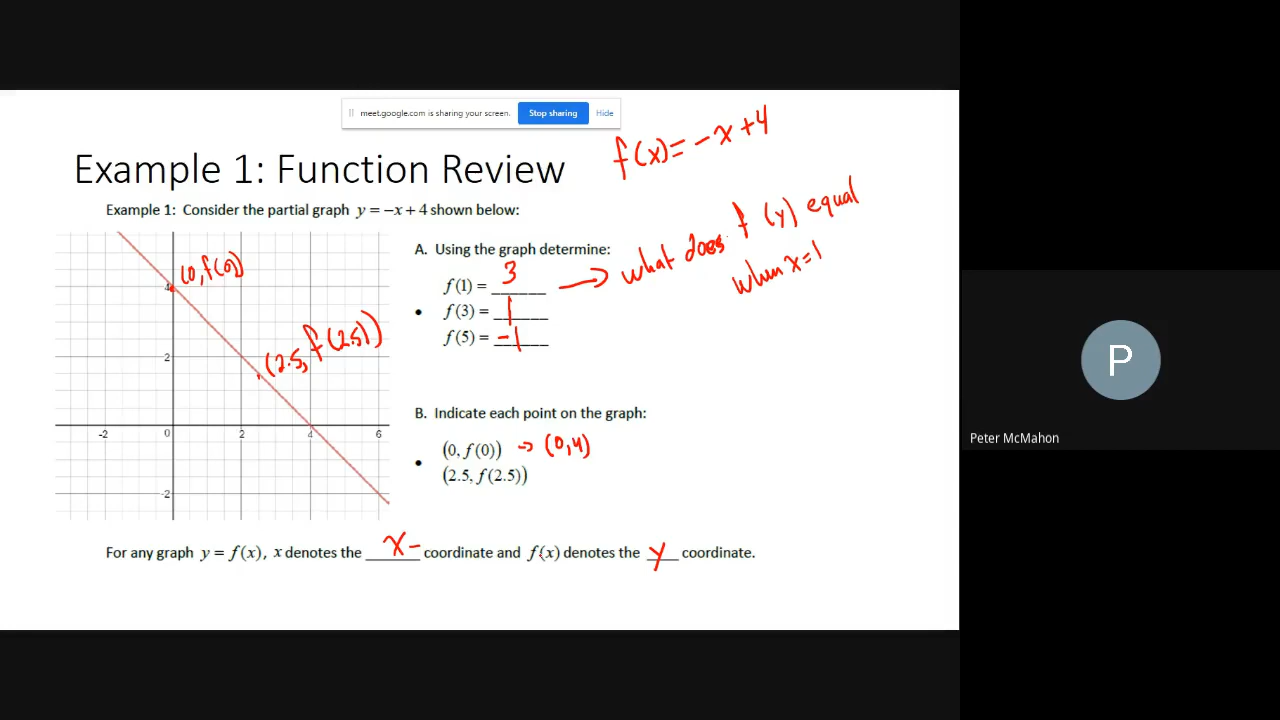 meet.google.com is sharing your screen. Stop sharing Hide
f(x)= -x +4
Example 1: Function Review
Example 1: Consider the partial graph y = −x + 4 shown below:
A. Using the graph determine:
f(1) = 3 → what does f (y) equal
when x=1
• f(3) = 1
f(5) = -1
(0, f(0))
(2.5, f(2.5))
4
2
-2
0
2
4
6
-2
B. Indicate each point on the graph:
(0, f(0)) → (0,4)
• (2.5, f(2.5))
For any graph y = f(x), x denotes the x- coordinate and f(x) denotes the y coordinate.
P
Peter McMahon